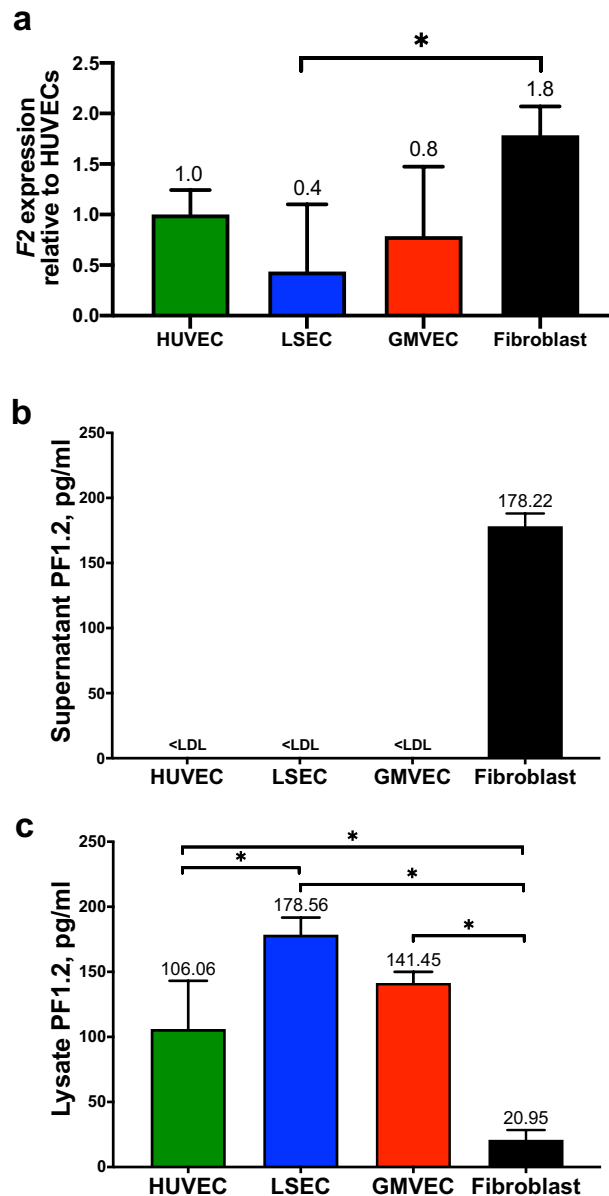 a
F2 expression
relative to HUVECs
2.5
2.0
1.5
1.0
0.5
0.0
*
1.0
0.4
0.8
1.8
HUVEC
LSEC
GMVEC
Fibroblast
b
Supernatant PF1.2, pg/ml
250
200
150
100
50
0
<LDL
<LDL
<LDL
178.22
HUVEC
LSEC
GMVEC
Fibroblast
c
Lysate PF1.2, pg/ml
250
200
150
100
50
0
*
*
*
*
106.06
178.56
141.45
20.95
HUVEC
LSEC
GMVEC
Fibroblast